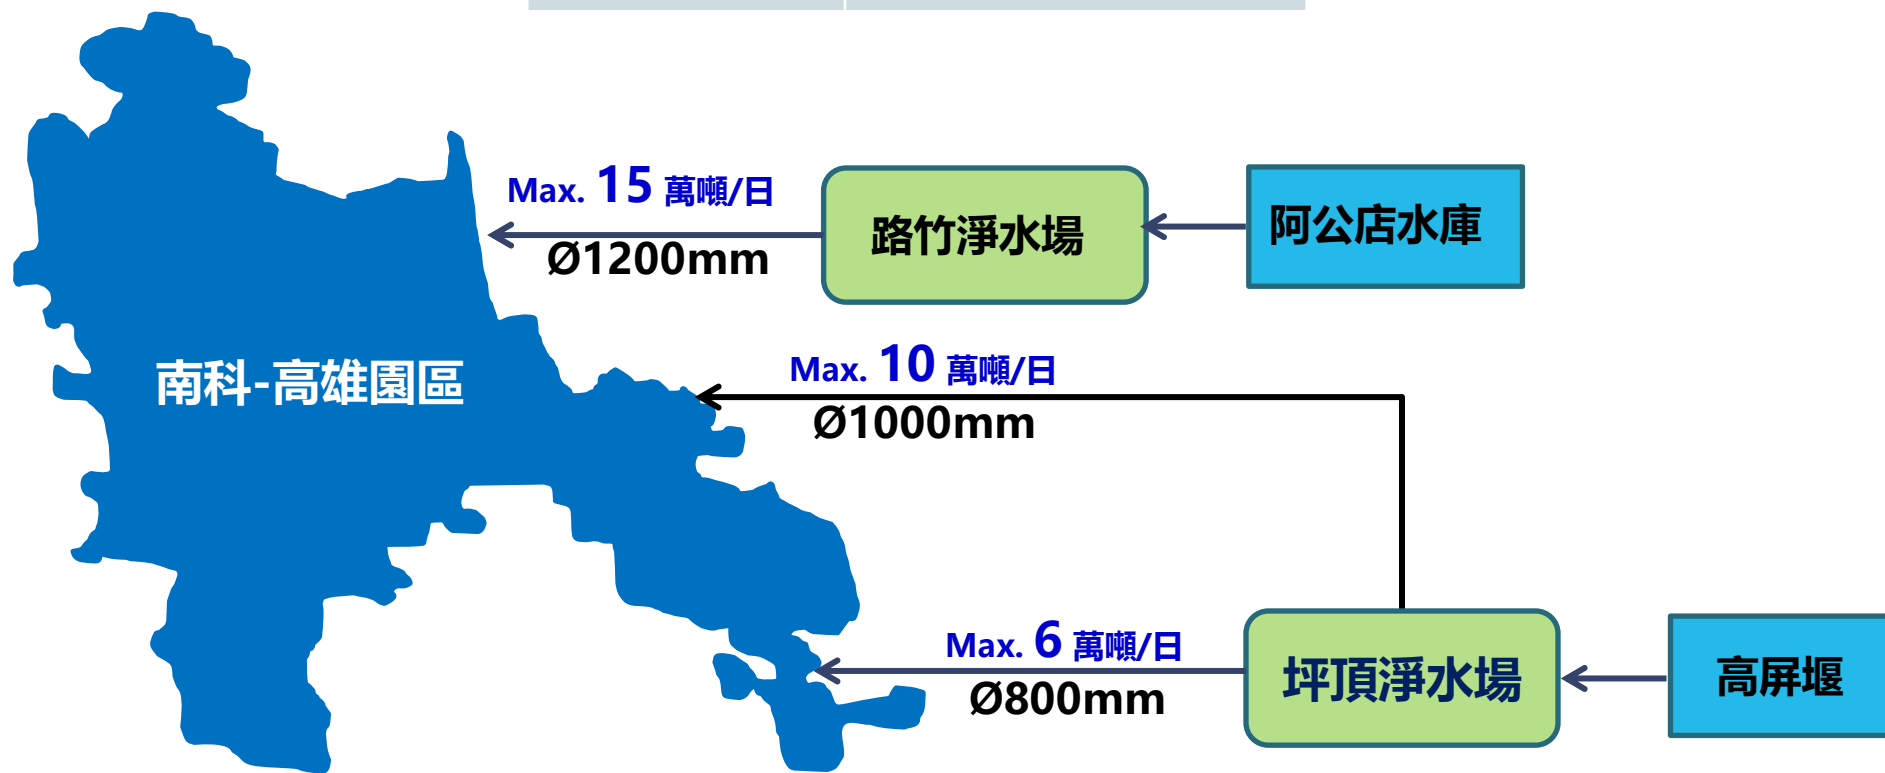 Max. 15 萬噸/日
Ø1200mm
路竹淨水場
阿公店水庫
南科-高雄園區
Max. 10 萬噸/日
Ø1000mm
Max. 6 萬噸/日
Ø800mm
坪頂淨水場
高屏堰